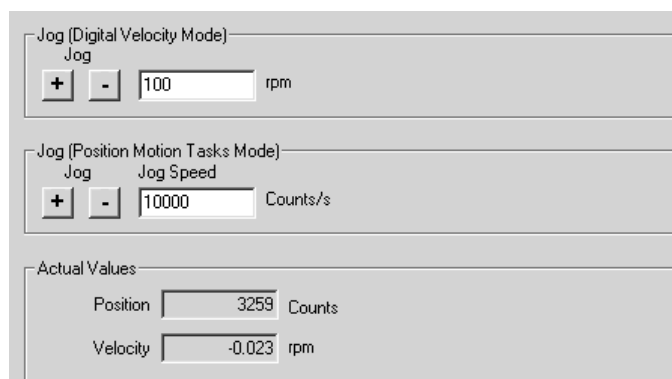 Jog (Digital Velocity Mode)
Jog
+ - 100 rpm
Jog (Position Motion Tasks Mode)
Jog Jog Speed
+ - 10000 Counts/s
Actual Values
Position 3259 Counts
Velocity -0.023 rpm